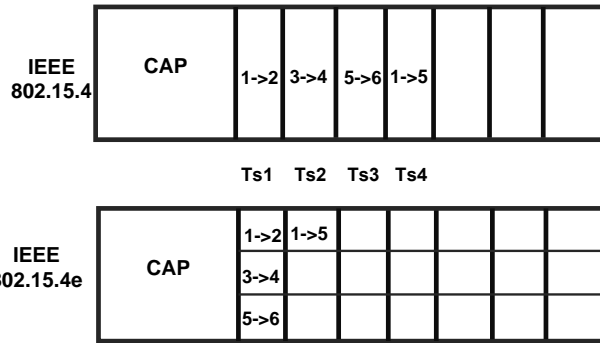 IEEE
802.15.4
CAP
1->2 3->4 5->6 1->5
Ts1 Ts2 Ts3 Ts4
IEEE
802.15.4e
CAP
1->2 1->5
3->4
5->6